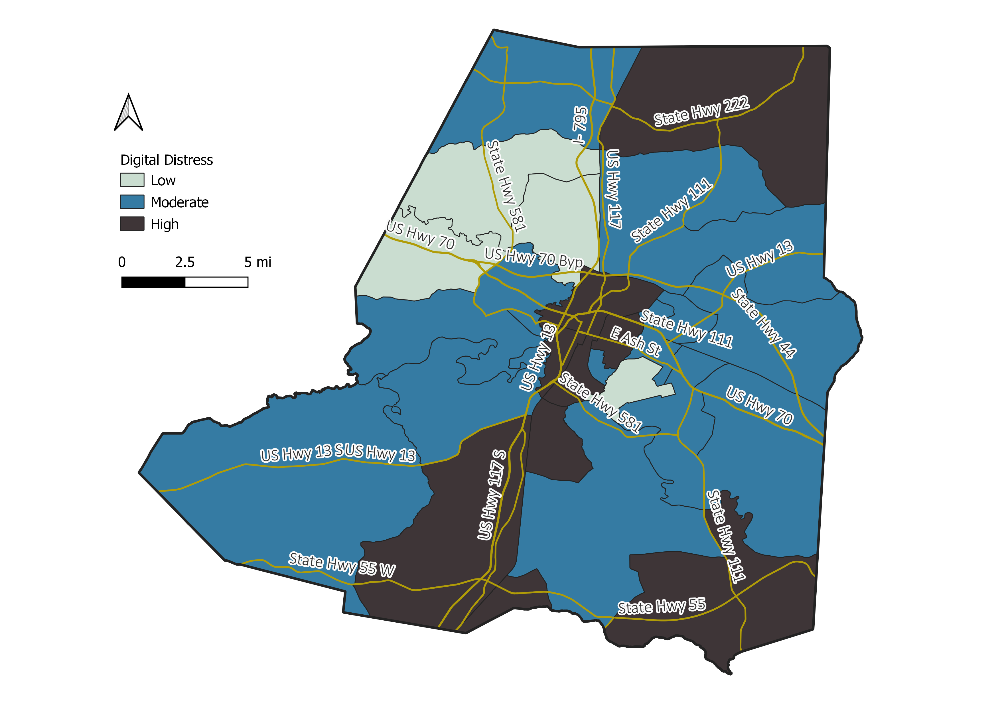 State Hwy 222
I- 795
Digital Distress
Low
Moderate
High
State Hwy 581
US Hwy 117
State Hwy 111
US Hwy 70
US Hwy 70 Byp
US Hwy 13
0 2.5 5 mi
State Hwy 44
State Hwy 111
E Ash St
US Hwy 13
State Hwy 581
US Hwy 70
US Hwy 13 SUS Hwy 13
US Hwy 117 S
State Hwy 111
State Hwy 55 W
State Hwy 55